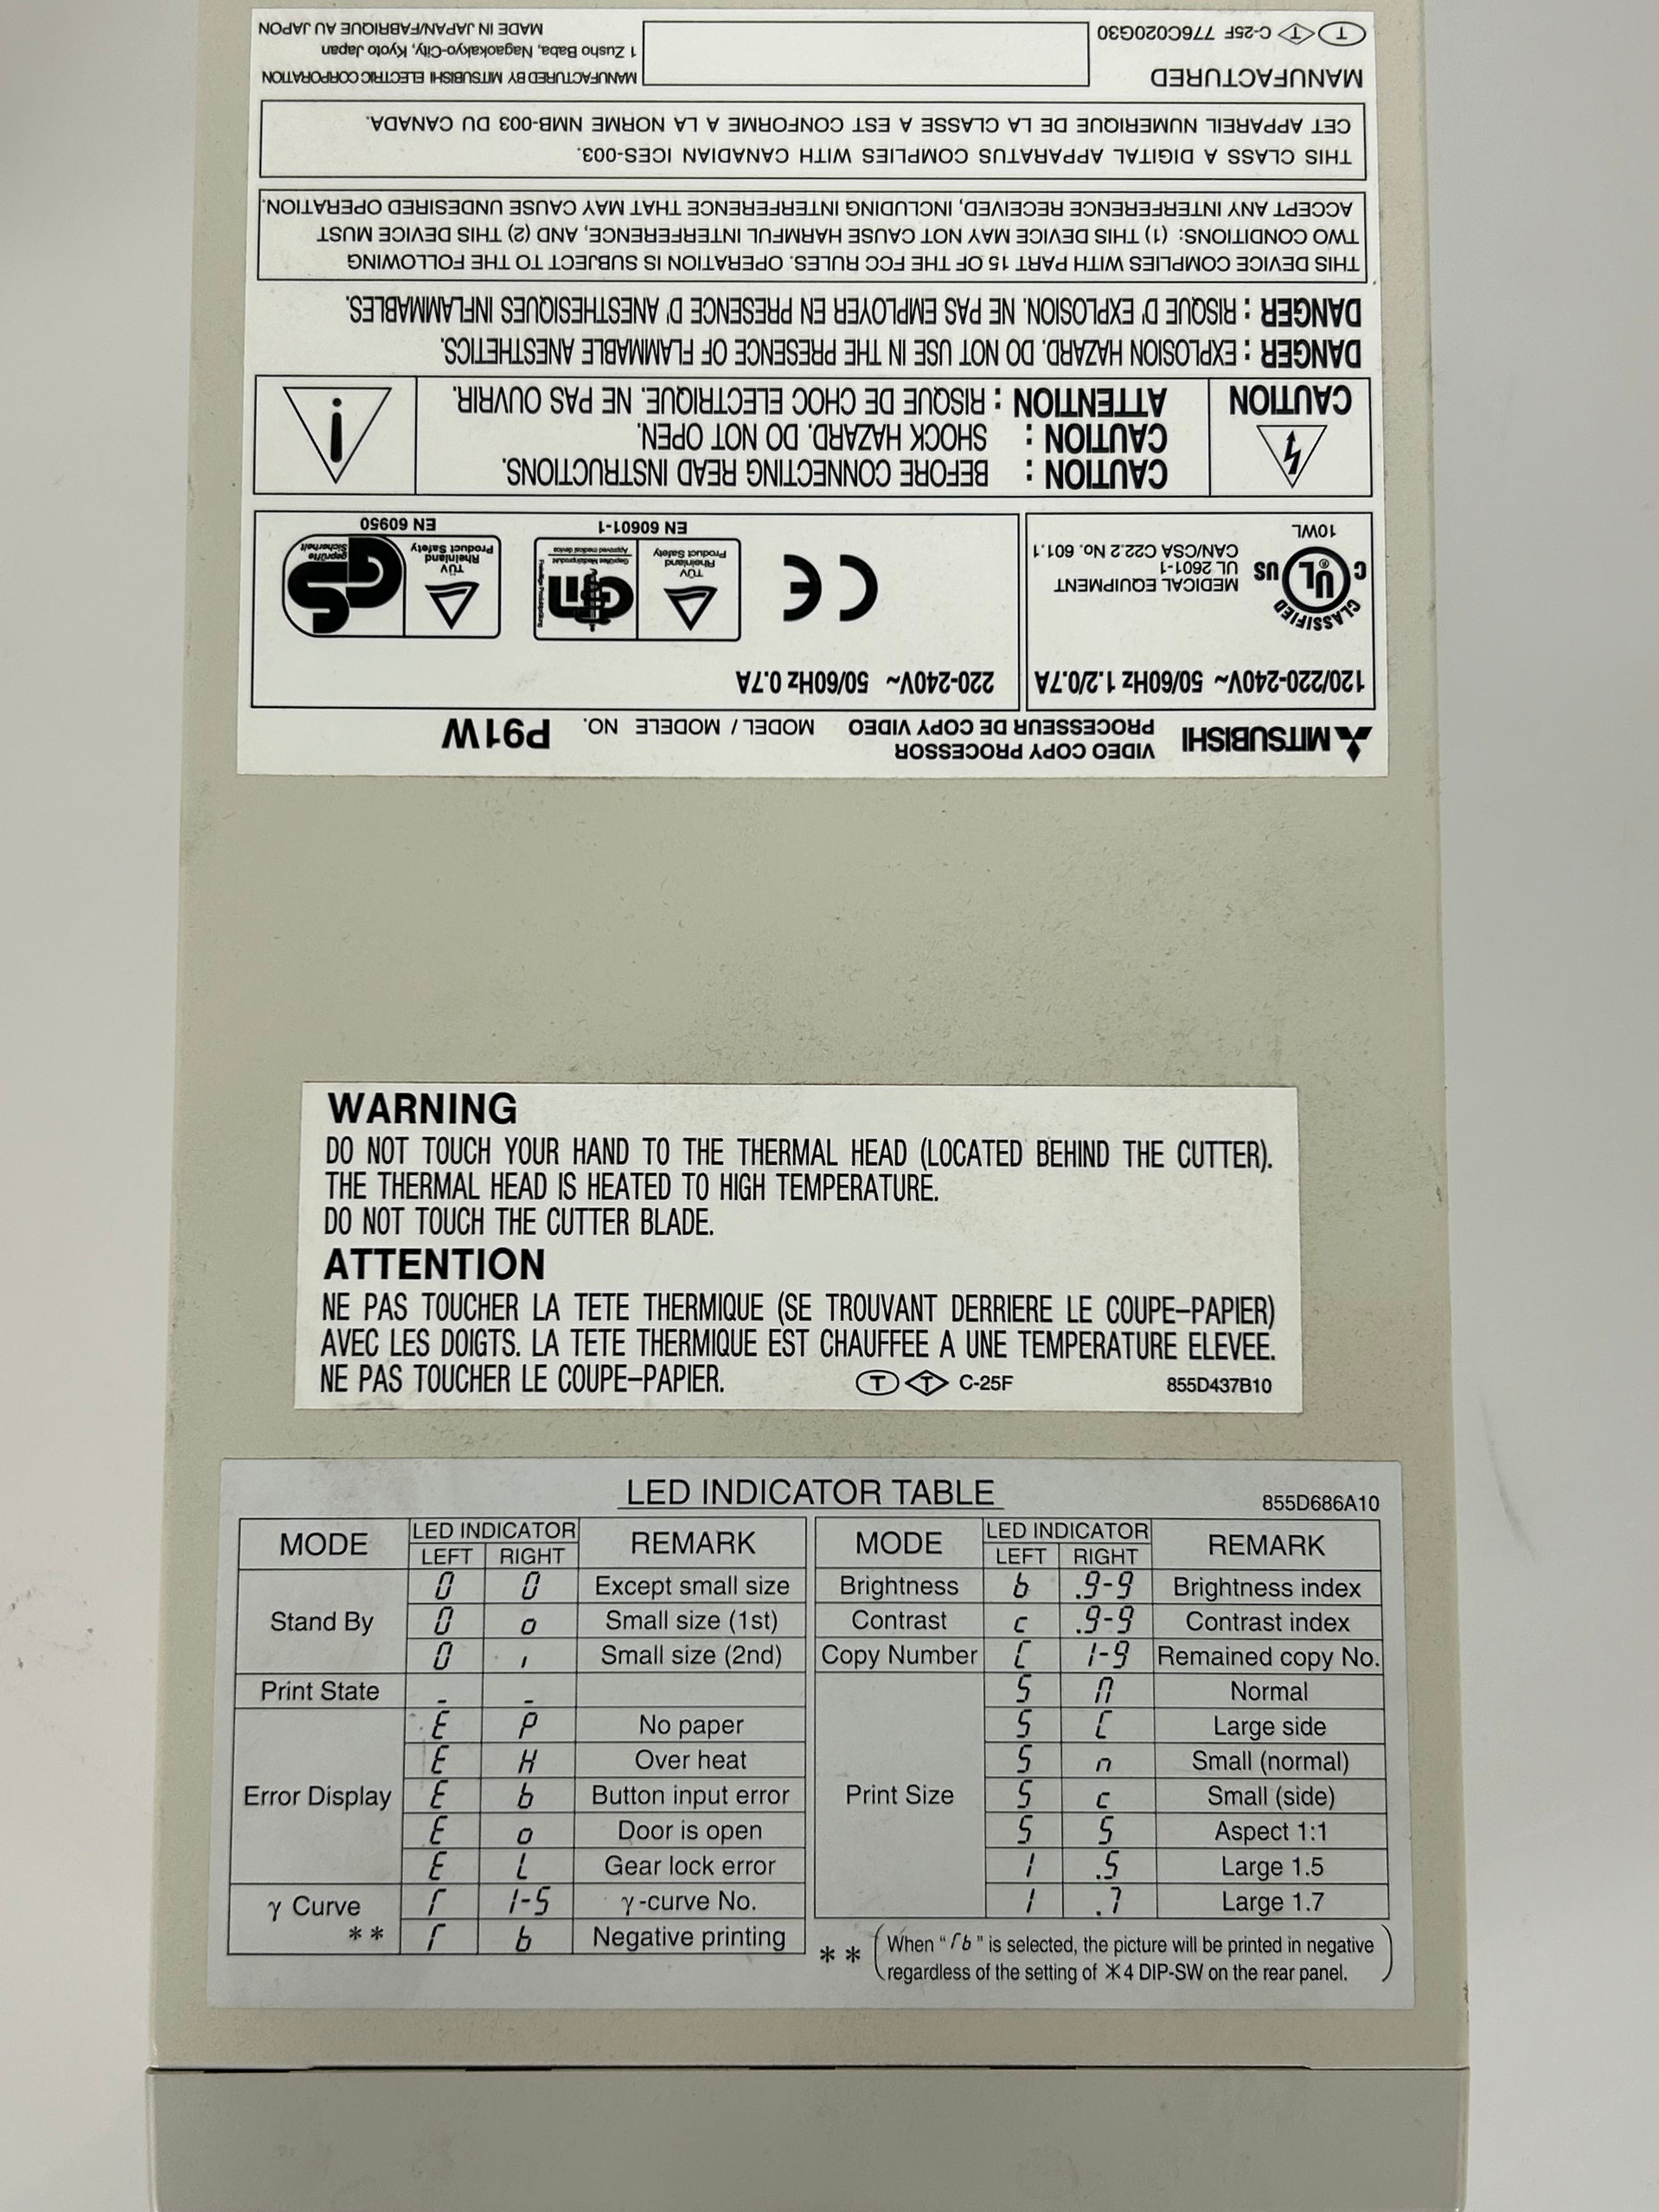 MITSUBISHI
VIDEO COPY PROCESSOR
PROCESSEUR DE COPY VIDEO
MODEL / MODELE NO. P91W
120/220-240V~ 50/60Hz 1.2/0.7A
CLASSIFIED
C UL® US
MEDICAL EQUIPMENT
UL 2601-1
CAN/CSA C22.2 No. 601.1
10WL
220-240V~ 50/60Hz 0.7A
CE
TÜV
Rheinland
Product Safety
Geprüftes Medizinprodukt
Approved medical device
EN 60601-1
TÜV
Rheinland
Product Safety
GS
geprüfte
Sicherheit
EN 60950
CAUTION
CAUTION : BEFORE CONNECTING READ INSTRUCTIONS.
CAUTION : SHOCK HAZARD. DO NOT OPEN.
ATTENTION : RISQUE DE CHOC ELECTRIQUE. NE PAS OUVRIR.
i
DANGER : EXPLOSION HAZARD. DO NOT USE IN THE PRESENCE OF FLAMMABLE ANESTHETICS.
DANGER : RISQUE D' EXPLOSION. NE PAS EMPLOYER EN PRESENCE D' ANESTHESIQUES INFLAMMABLES.
THIS DEVICE COMPLIES WITH PART 15 OF THE FCC RULES. OPERATION IS SUBJECT TO THE FOLLOWING
TWO CONDITIONS: (1) THIS DEVICE MAY NOT CAUSE HARMFUL INTERFERENCE, AND (2) THIS DEVICE MUST
ACCEPT ANY INTERFERENCE RECEIVED, INCLUDING INTERFERENCE THAT MAY CAUSE UNDESIRED OPERATION.
THIS CLASS A DIGITAL APPARATUS COMPLIES WITH CANADIAN ICES-003.
CET APPAREIL NUMERIQUE DE LA CLASSE A EST CONFORME A LA NORME NMB-003 DU CANADA.
MANUFACTURED
T T C-25F 776C020G30
MANUFACTURED BY MITSUBISHI ELECTRIC CORPORATION
1 Zusho Baba, Nagaokakyo-City, Kyoto Japan
MADE IN JAPAN/FABRIQUE AU JAPON
WARNING
DO NOT TOUCH YOUR HAND TO THE THERMAL HEAD (LOCATED BEHIND THE CUTTER).
THE THERMAL HEAD IS HEATED TO HIGH TEMPERATURE.
DO NOT TOUCH THE CUTTER BLADE.
ATTENTION
NE PAS TOUCHER LA TETE THERMIQUE (SE TROUVANT DERRIERE LE COUPE-PAPIER)
AVEC LES DOIGTS. LA TETE THERMIQUE EST CHAUFFEE A UNE TEMPERATURE ELEVEE.
NE PAS TOUCHER LE COUPE-PAPIER. T T C-25F 855D437B10
LED INDICATOR TABLE
855D686A10
MODE LED INDICATOR REMARK
LEFT RIGHT
Stand By
0 0 Except small size
0 o Small size (1st)
0 , Small size (2nd)
Print State - -
Error Display
E P No paper
E H Over heat
E b Button input error
E o Door is open
E L Gear lock error
γ Curve **
Γ 1-5 γ-curve No.
Γ b Negative printing
MODE LED INDICATOR REMARK
LEFT RIGHT
Brightness b .9-9 Brightness index
Contrast c .9-9 Contrast index
Copy Number C 1-9 Remained copy No.
Print Size
S Π Normal
S C Large side
S n Small (normal)
S c Small (side)
S S Aspect 1:1
1 .5 Large 1.5
1 .7 Large 1.7
** (When “Γb” is selected, the picture will be printed in negative
regardless of the setting of ※4 DIP-SW on the rear panel.)